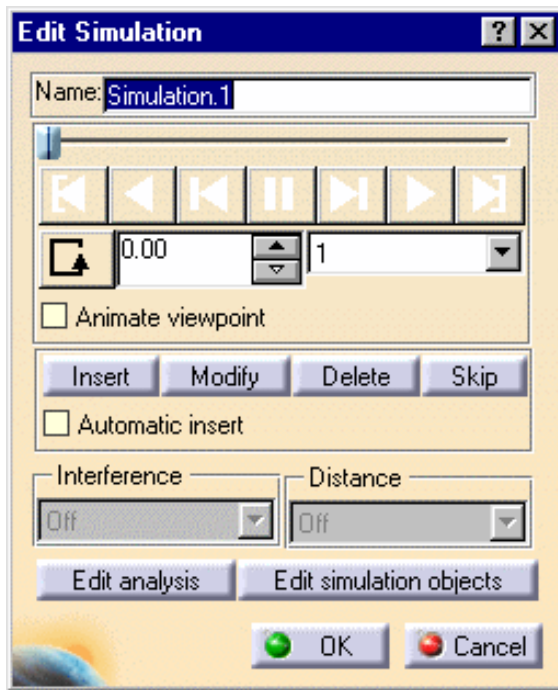 Edit Simulation
Name: Simulation.1
0.00 1
Animate viewpoint
Insert Modify Delete Skip
Automatic insert
Interference Distance
Off Off
Edit analysis Edit simulation objects
OK Cancel